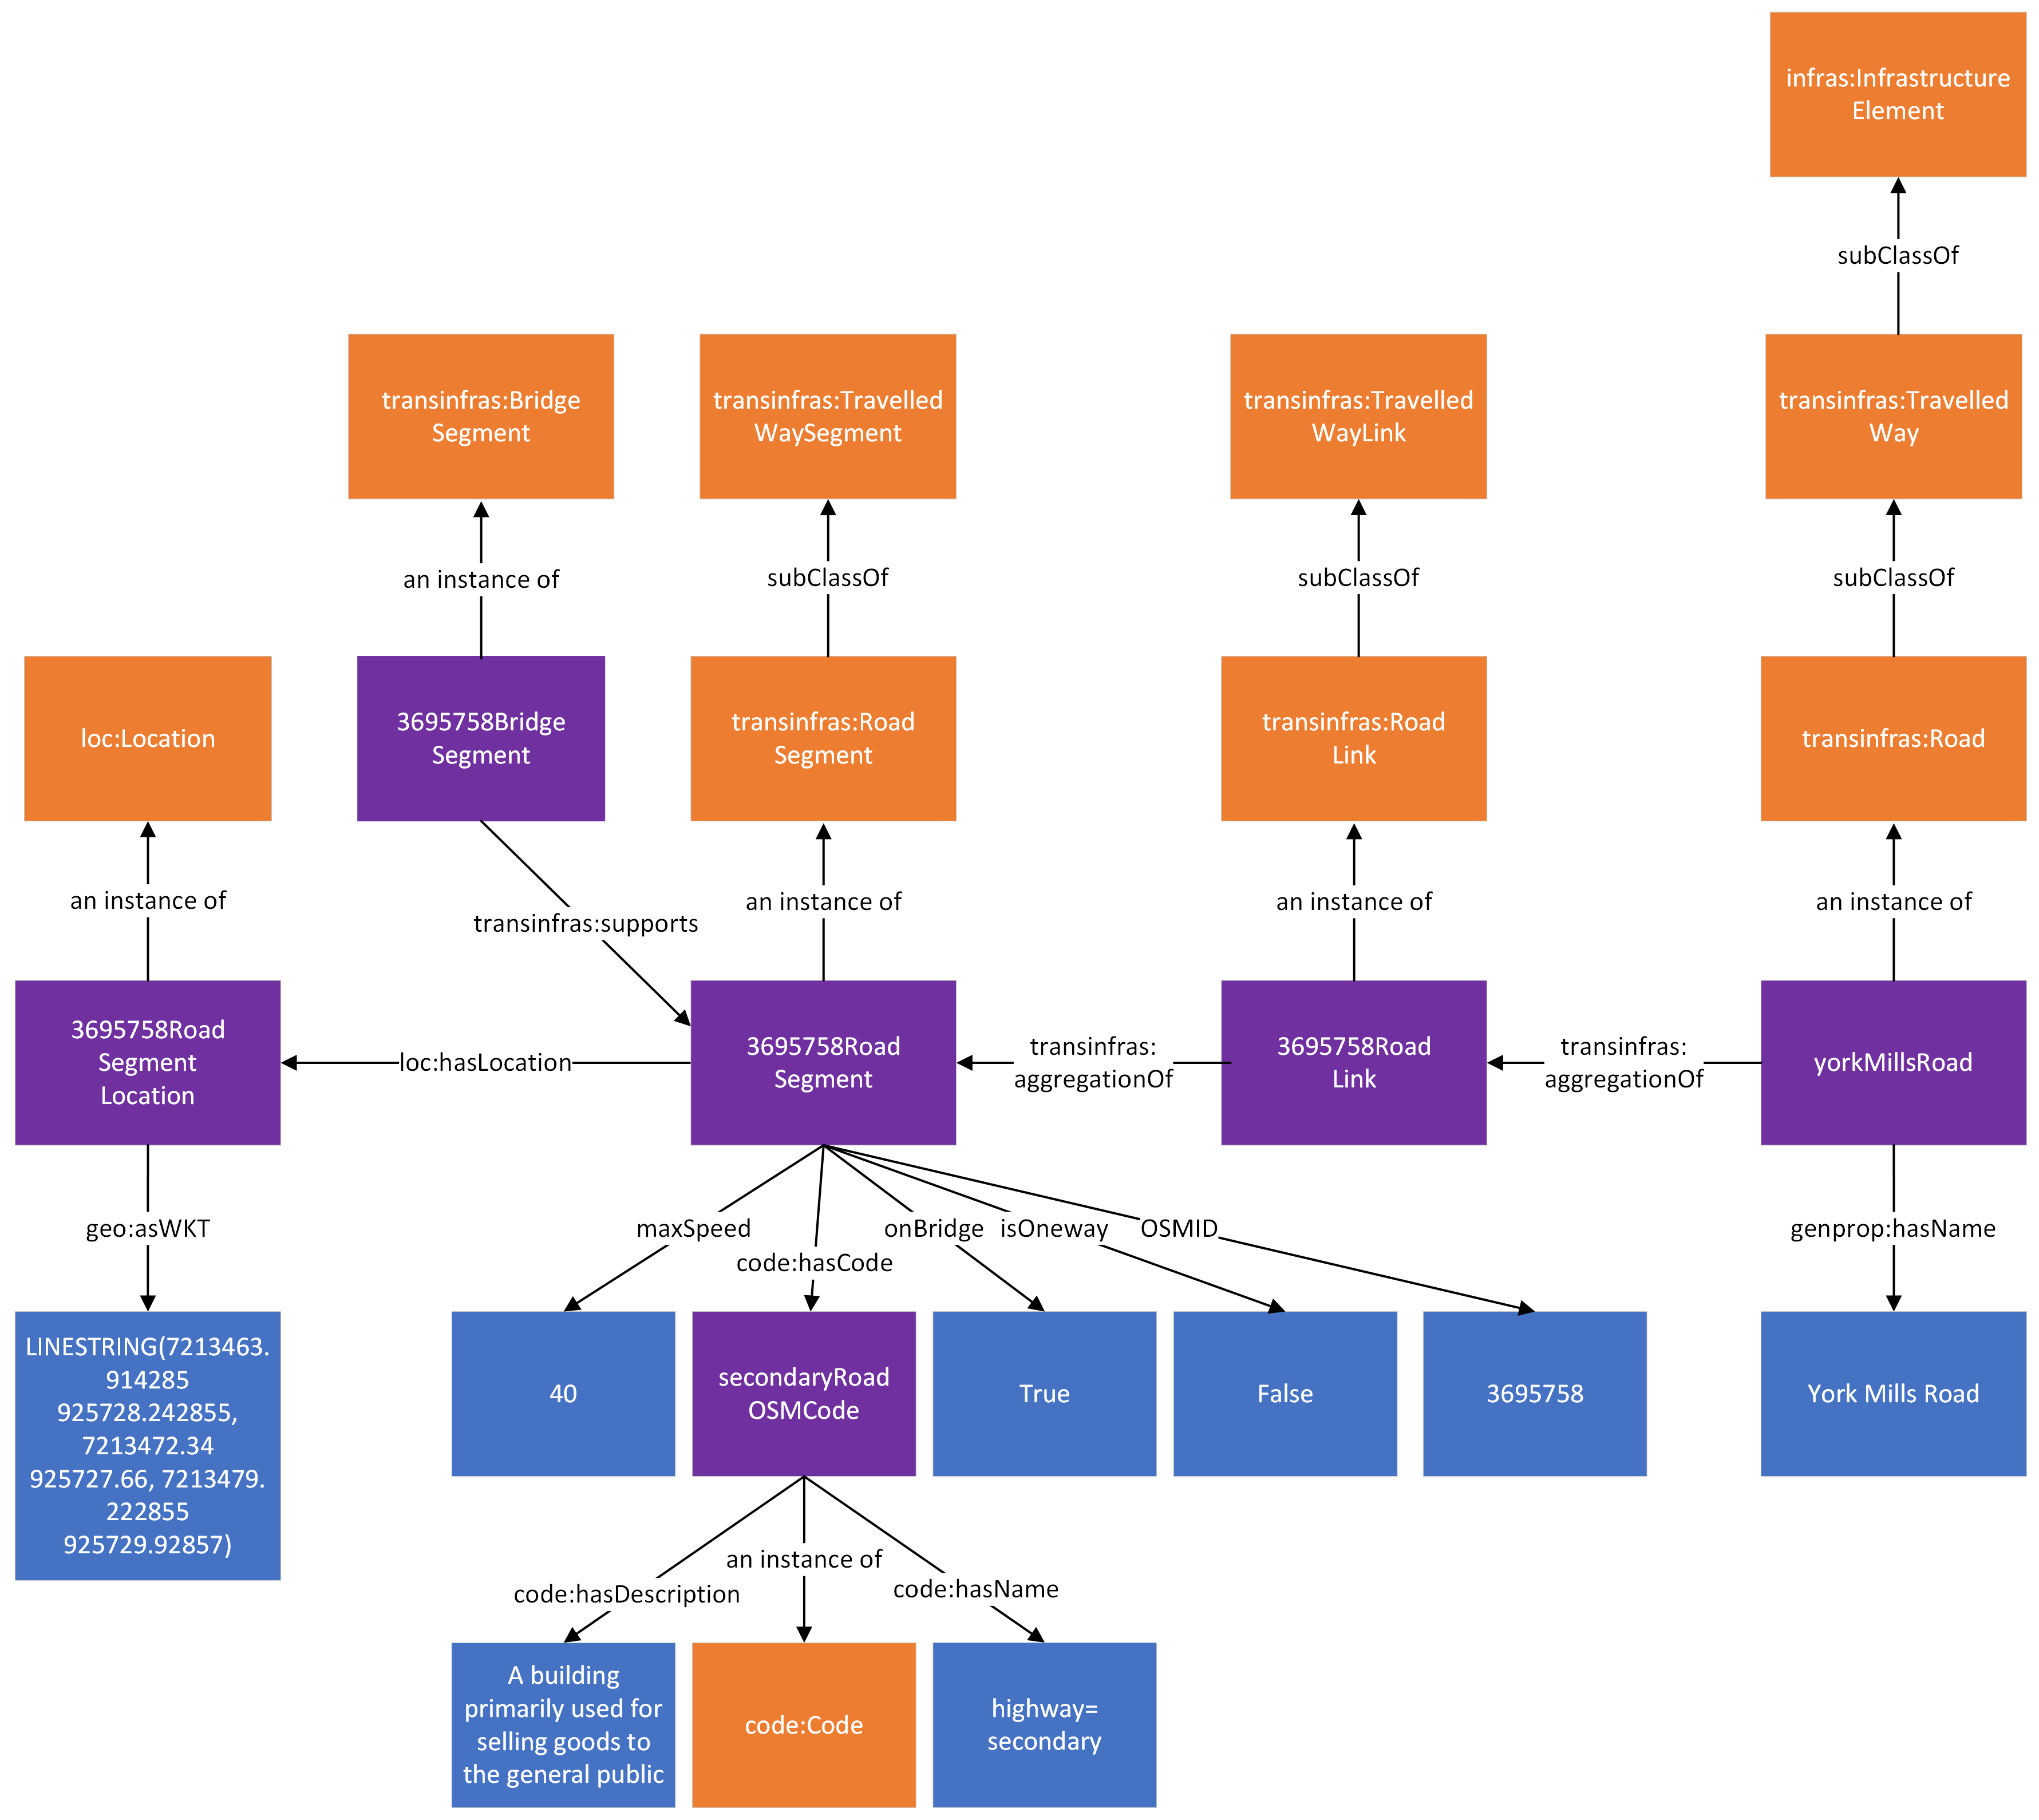 infras:Infrastructure
Element
subClassOf
transinfras:Bridge
Segment
transinfras:Travelled
WaySegment
transinfras:Travelled
WayLink
transinfras:Travelled
Way
an instance of
subClassOf
subClassOf
subClassOf
loc:Location
3695758Bridge
Segment
transinfras:Road
Segment
transinfras:Road
Link
transinfras:Road
an instance of
transinfras:supports
an instance of
an instance of
an instance of
3695758Road
Segment
Location
loc:hasLocation
3695758Road
Segment
transinfras:
aggregationOf
3695758Road
Link
transinfras:
aggregationOf
yorkMillsRoad
geo:asWKT
maxSpeed
code:hasCode
onBridge
isOneway
OSMID
genprop:hasName
LINESTRING(7213463.
914285
925728.242855,
7213472.34
925727.66, 7213479.
222855
925729.92857)
40
secondaryRoad
OSMCode
True
False
3695758
York Mills Road
code:hasDescription
an instance of
code:hasName
A building
primarily used for
selling goods to
the general public
code:Code
highway=
secondary